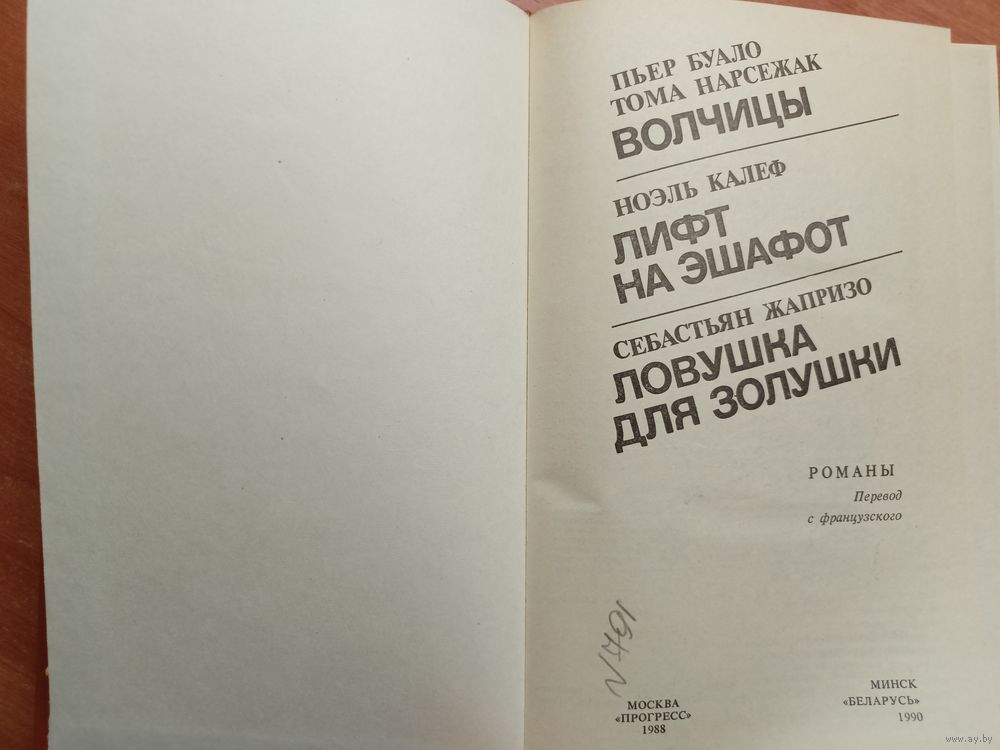 ПЬЕР БУАЛО
ТОМА НАРСЕЖАК
ВОЛЧИЦЫ
НОЭЛЬ КАЛЕФ
ЛИФТ
НА ЭШАФОТ
СЕБАСТЬЯН ЖАПРИЗО
ЛОВУШКА
ДЛЯ ЗОЛУШКИ
РОМАНЫ
Перевод
с французского
МОСКВА
«ПРОГРЕСС»
1988
МИНСК
«БЕЛАРУСЬ»
1990
www.ay.by